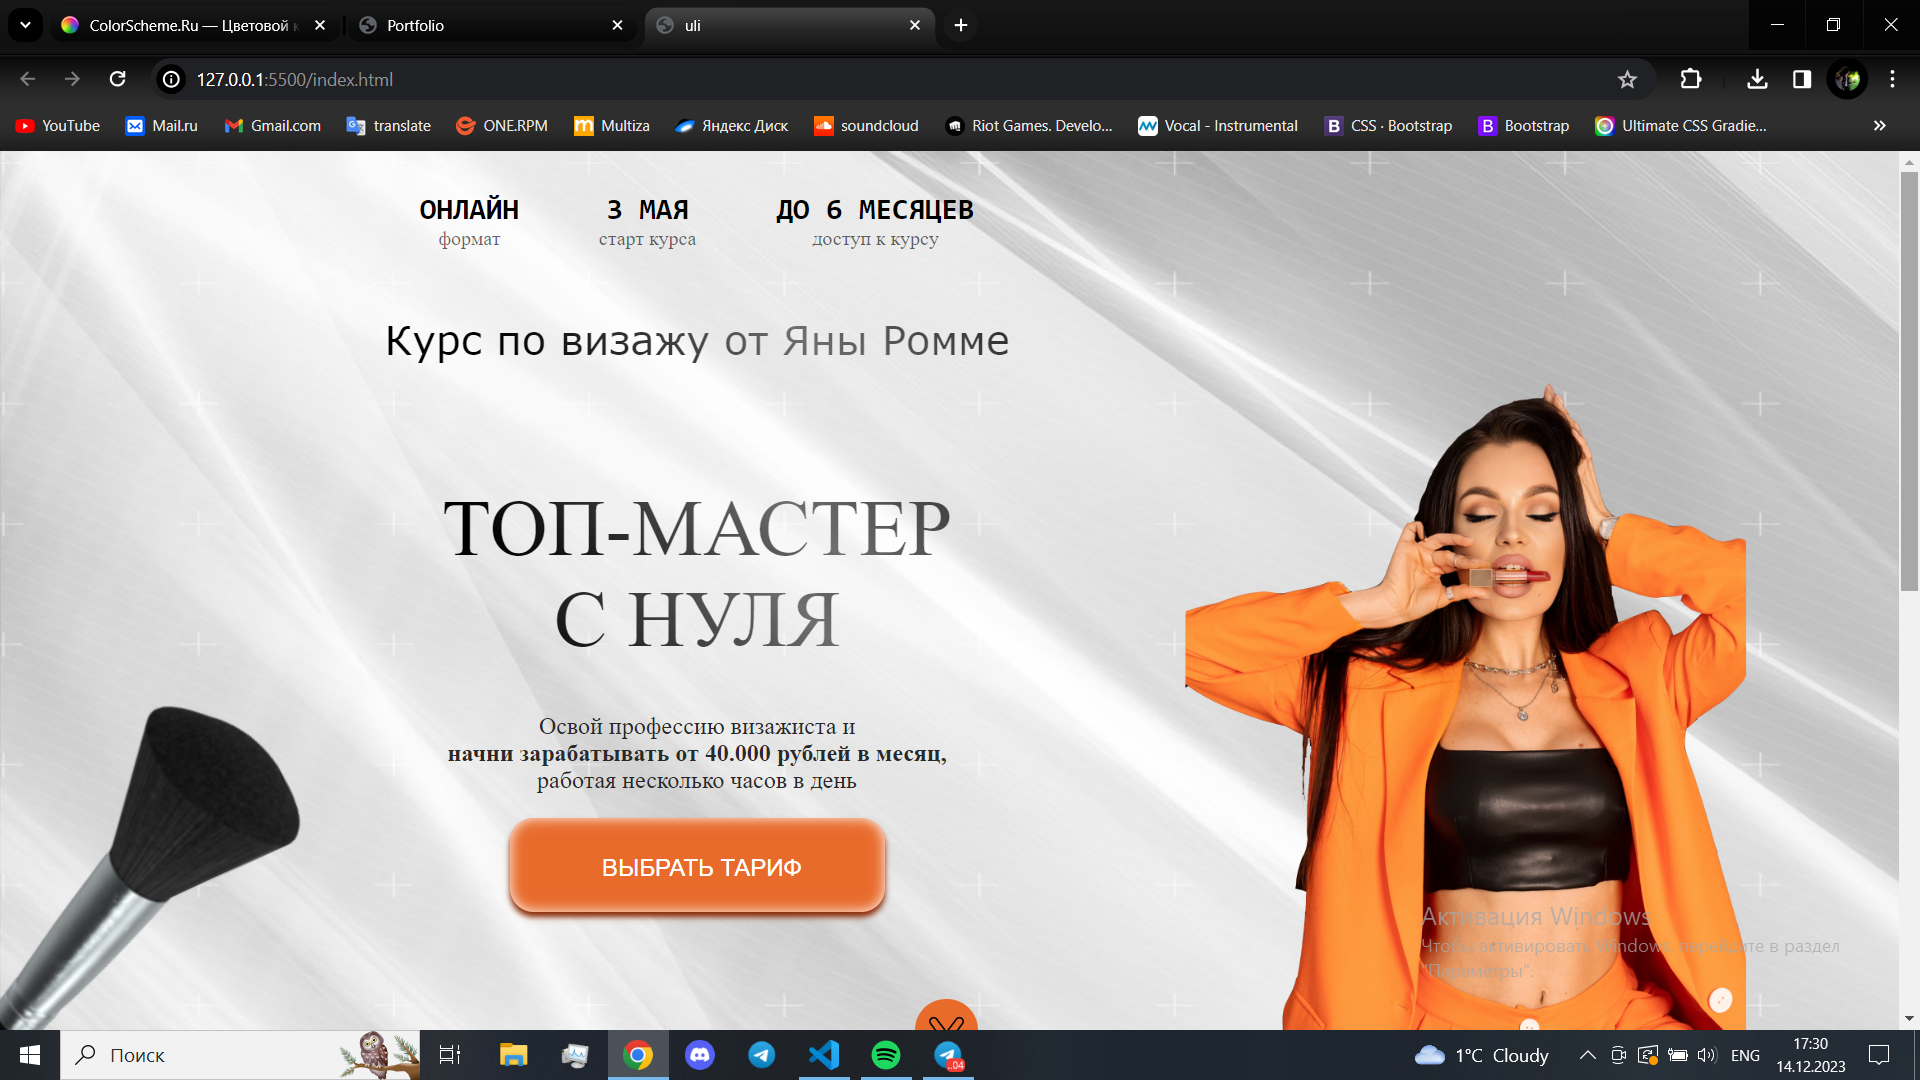 ColorScheme.Ru — Цветовой к
Portfolio
uli
127.0.0.1:5500/index.html
YouTube
Mail.ru
Gmail.com
translate
ONE.RPM
Multiza
Яндекс Диск
soundcloud
Riot Games. Develo...
Vocal - Instrumental
CSS · Bootstrap
Bootstrap
Ultimate CSS Gradie...
ОНЛАЙН
формат
3 МАЯ
старт курса
ДО 6 МЕСЯЦЕВ
доступ к курсу
Курс по визажу от Яны Ромме
ТОП-МАСТЕР
С НУЛЯ
Освой профессию визажиста и
начни зарабатывать от 40.000 рублей в месяц,
работая несколько часов в день
ВЫБРАТЬ ТАРИФ
Активация Windows
Чтобы активировать Windows, перейдите в раздел
"Параметры".
Поиск
1°C Cloudy
ENG
17:30
14.12.2023